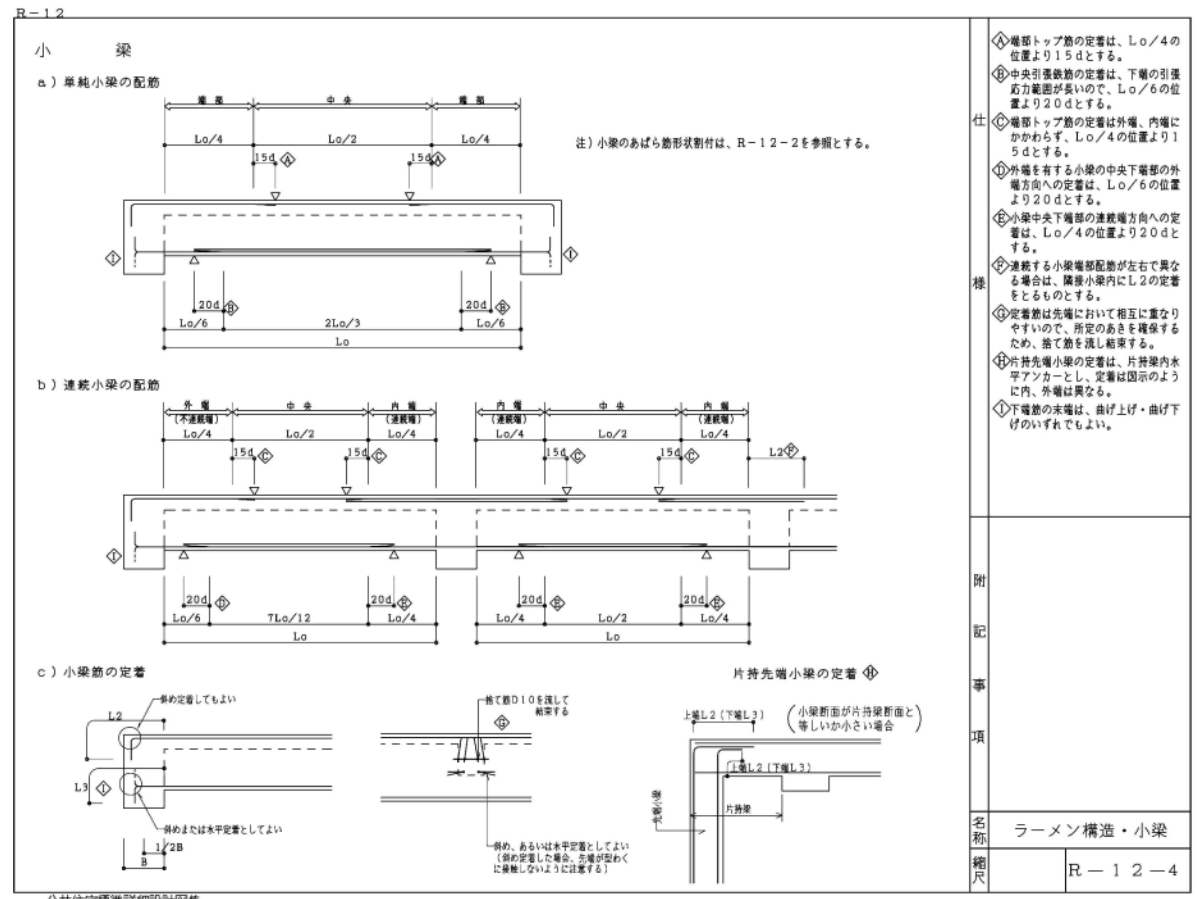 R－12
小　　　梁
a）単純小梁の配筋
端部　中央　端部
Lo/4　Lo/2　Lo/4
15d　A　15d　A
注）小梁のあばら筋形状割付は、R－12－2を参照とする。
I　I
20d　B　20d　B
Lo/6　2Lo/3　Lo/6
Lo
b）連続小梁の配筋
外端　中央　内端　内端　中央　内端
（不連続端）　（連続端）　（連続端）　（連続端）
Lo/4　Lo/2　Lo/4　Lo/4　Lo/2　Lo/4
15d　C　15d　C　15d　C　15d　C　L2　F
I
20d　D　20d　E　20d　E　20d　E
Lo/6　7Lo/12　Lo/4　Lo/4　Lo/2　Lo/4
Lo　Lo
c）小梁筋の定着
斜め定着してもよい
L2
L3　I
斜めまたは水平定着としてよい
1/2B
B
捨て筋D10を流して
結束する
G
斜め、あるいは水平定着としてよい
（斜め定着した場合、先端が型わく
に接触しないように注意する）
片持先端小梁の定着　H
上端L2（下端L3）
（小梁断面が片持梁断面と
等しいか小さい場合）
上端L2（下端L3）
片持梁
先端小梁
仕様
A 端部トップ筋の定着は、Lo／4の
位置より15dとする。
B 中央引張鉄筋の定着は、下端の引張
応力範囲が長いので、Lo／6の位
置より20dとする。
C 端部トップ筋の定着は外端、内端に
かかわらず、Lo／4の位置より1
5dとする。
D 外端を有する小梁の中央下端部の外
端方向への定着は、Lo／6の位置
より20dとする。
E 小梁中央下端部の連続端方向への定
着は、Lo／4の位置より20dと
する。
F 連続する小梁端部配筋が左右で異な
る場合は、隣接小梁内にL2の定着
をとるものとする。
G 定着筋は先端において相互に重なり
やすいので、所定のあきを確保する
ため、捨て筋を流し結束する。
H 片持先端小梁の定着は、片持梁内水
平アンカーとし、定着は図示のよう
に内、外端は異なる。
I 下端筋の末端は、曲げ上げ・曲げ下
げのいずれでもよい。
附記事項
名称　ラーメン構造・小梁
縮尺　R－12－4